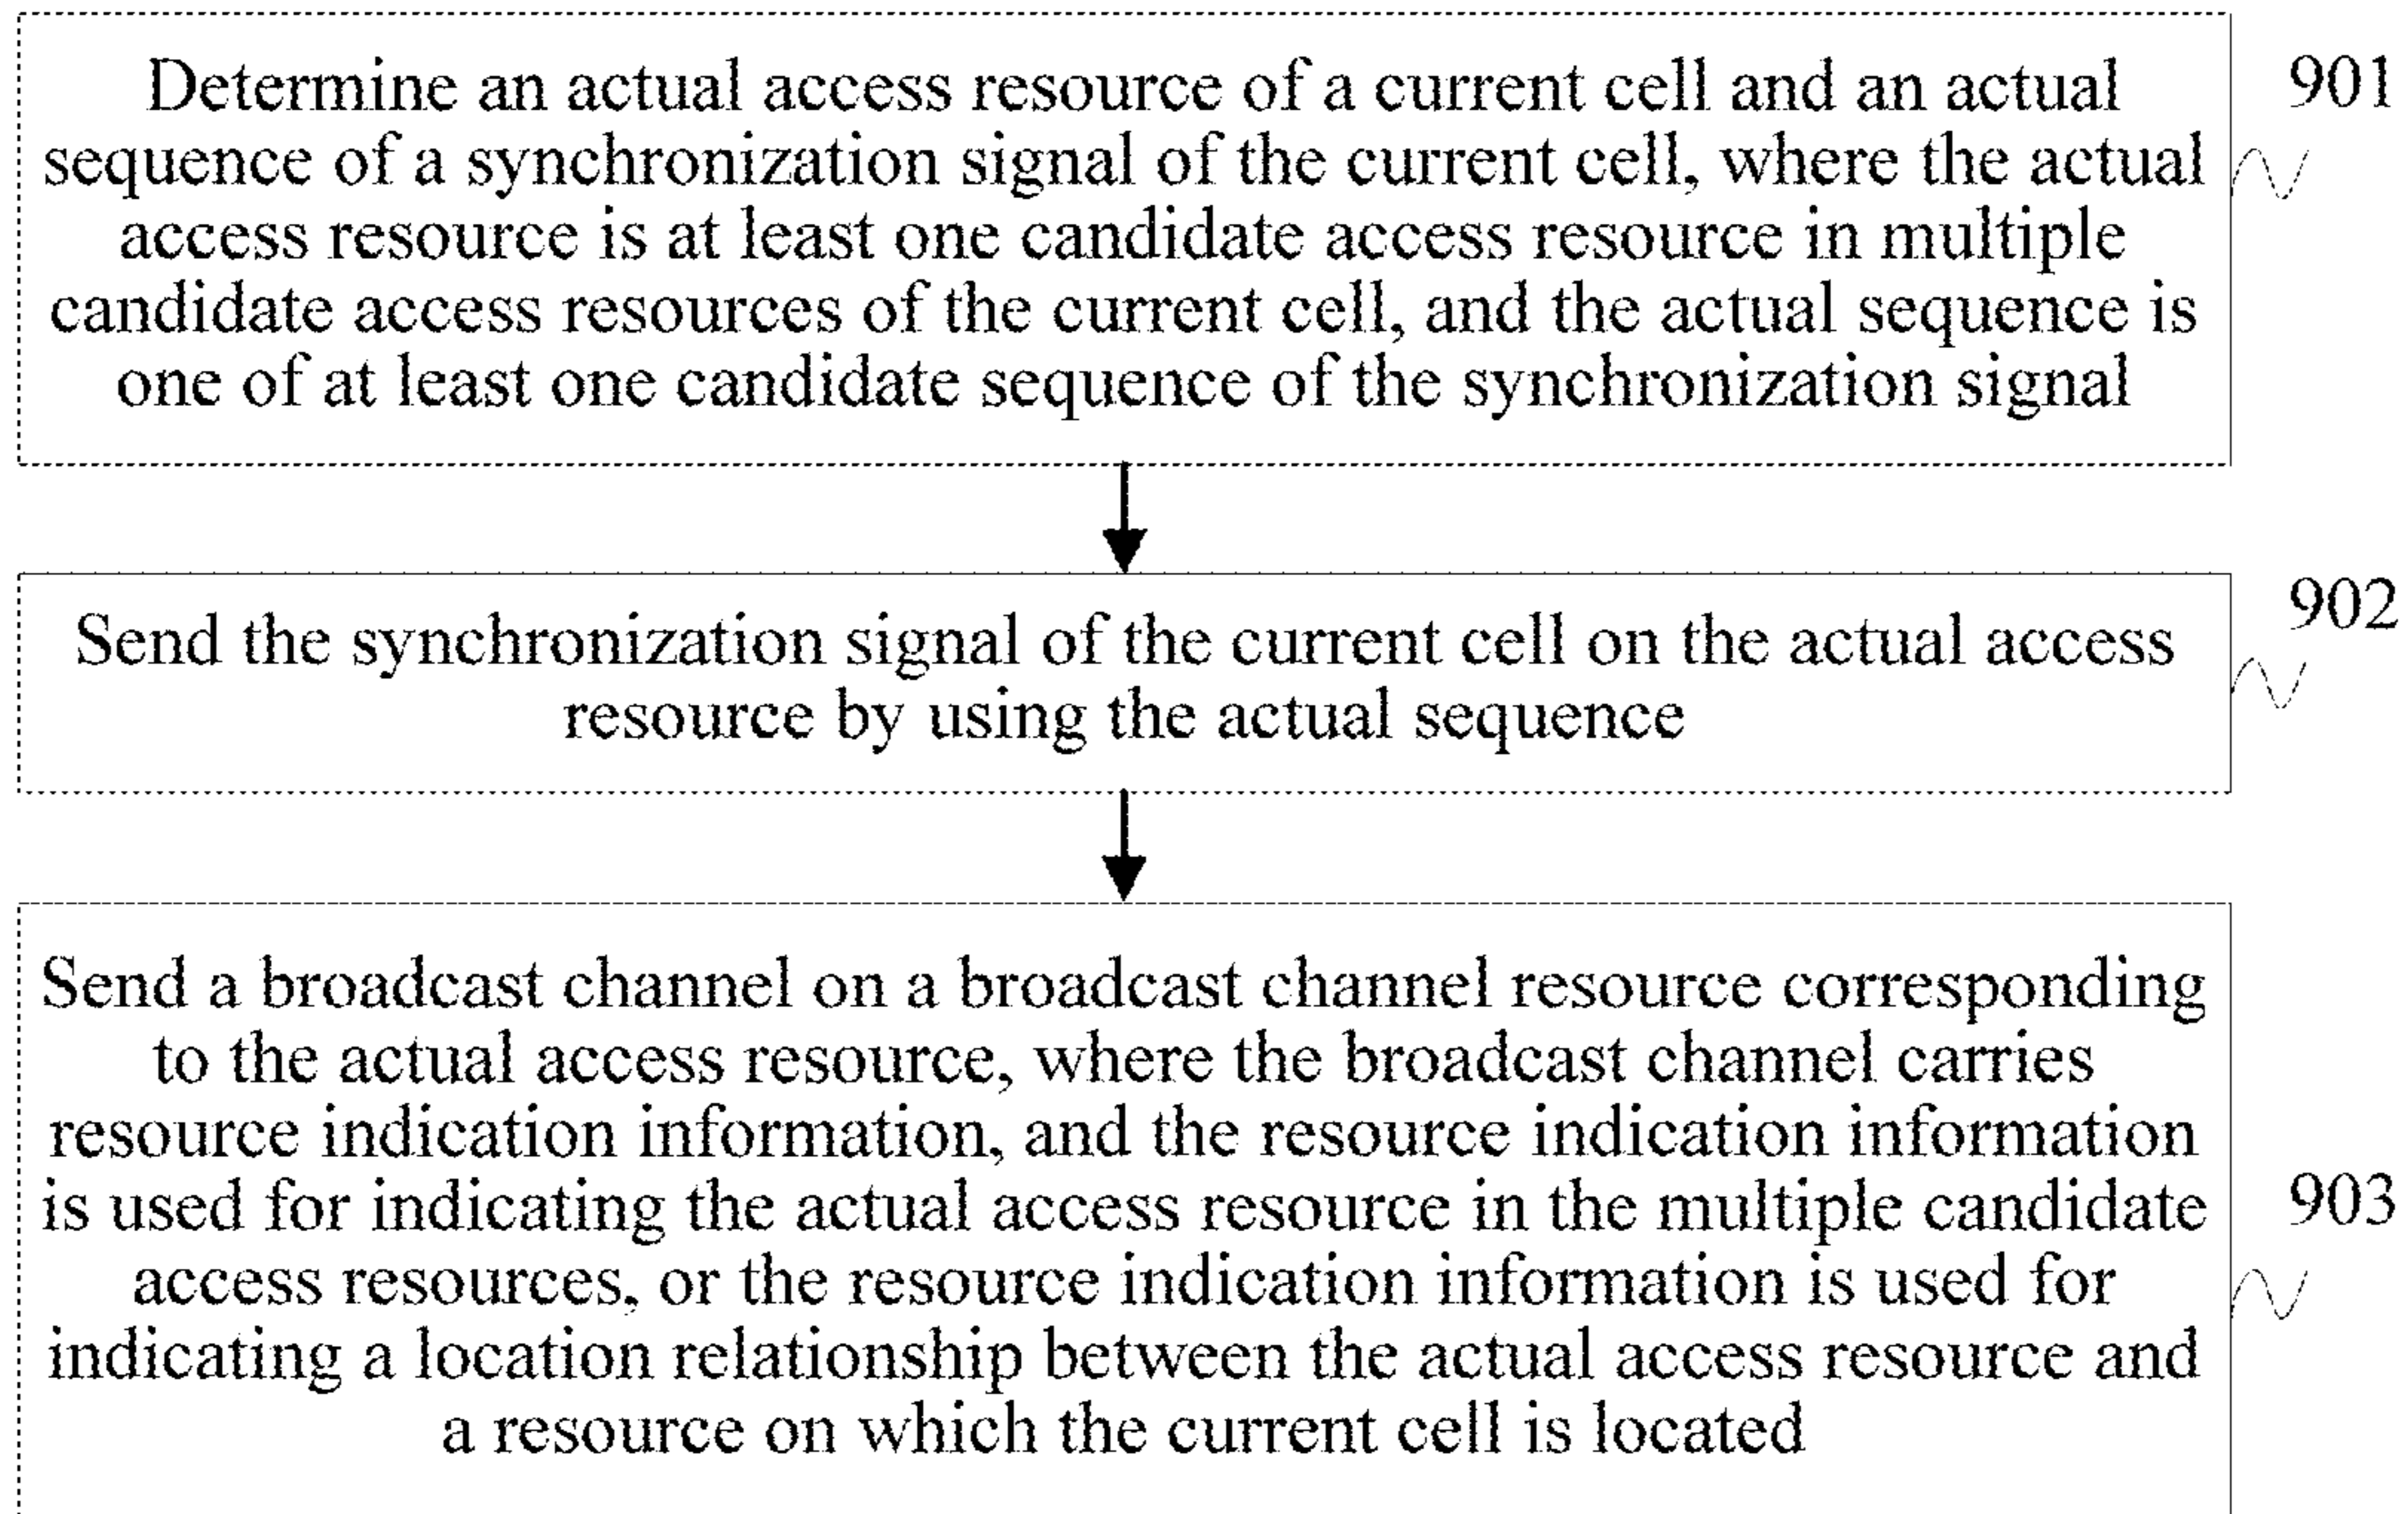 Determine an actual access resource of a current cell and an actual
901
sequence of a synchronization signal of the current cell, where the actual
access resource is at least one candidate access resource in multiple
candidate access resources of the current cell, and the actual sequence is
one of at least one candidate sequence of the synchronization signal
902
Send the synchronization signal of the current cell on the actual access
resource by using the actual sequence
Send a broadcast channel on a broadcast channel resource corresponding
to the actual access resource, where the broadcast channel carries
resource indication information, and the resource indication information
is used for indicating the actual access resource in the multiple candidate
903
access resources, or the resource indication information is used for
indicating a location relationship between the actual access resource and
a resource on which the current cell is located